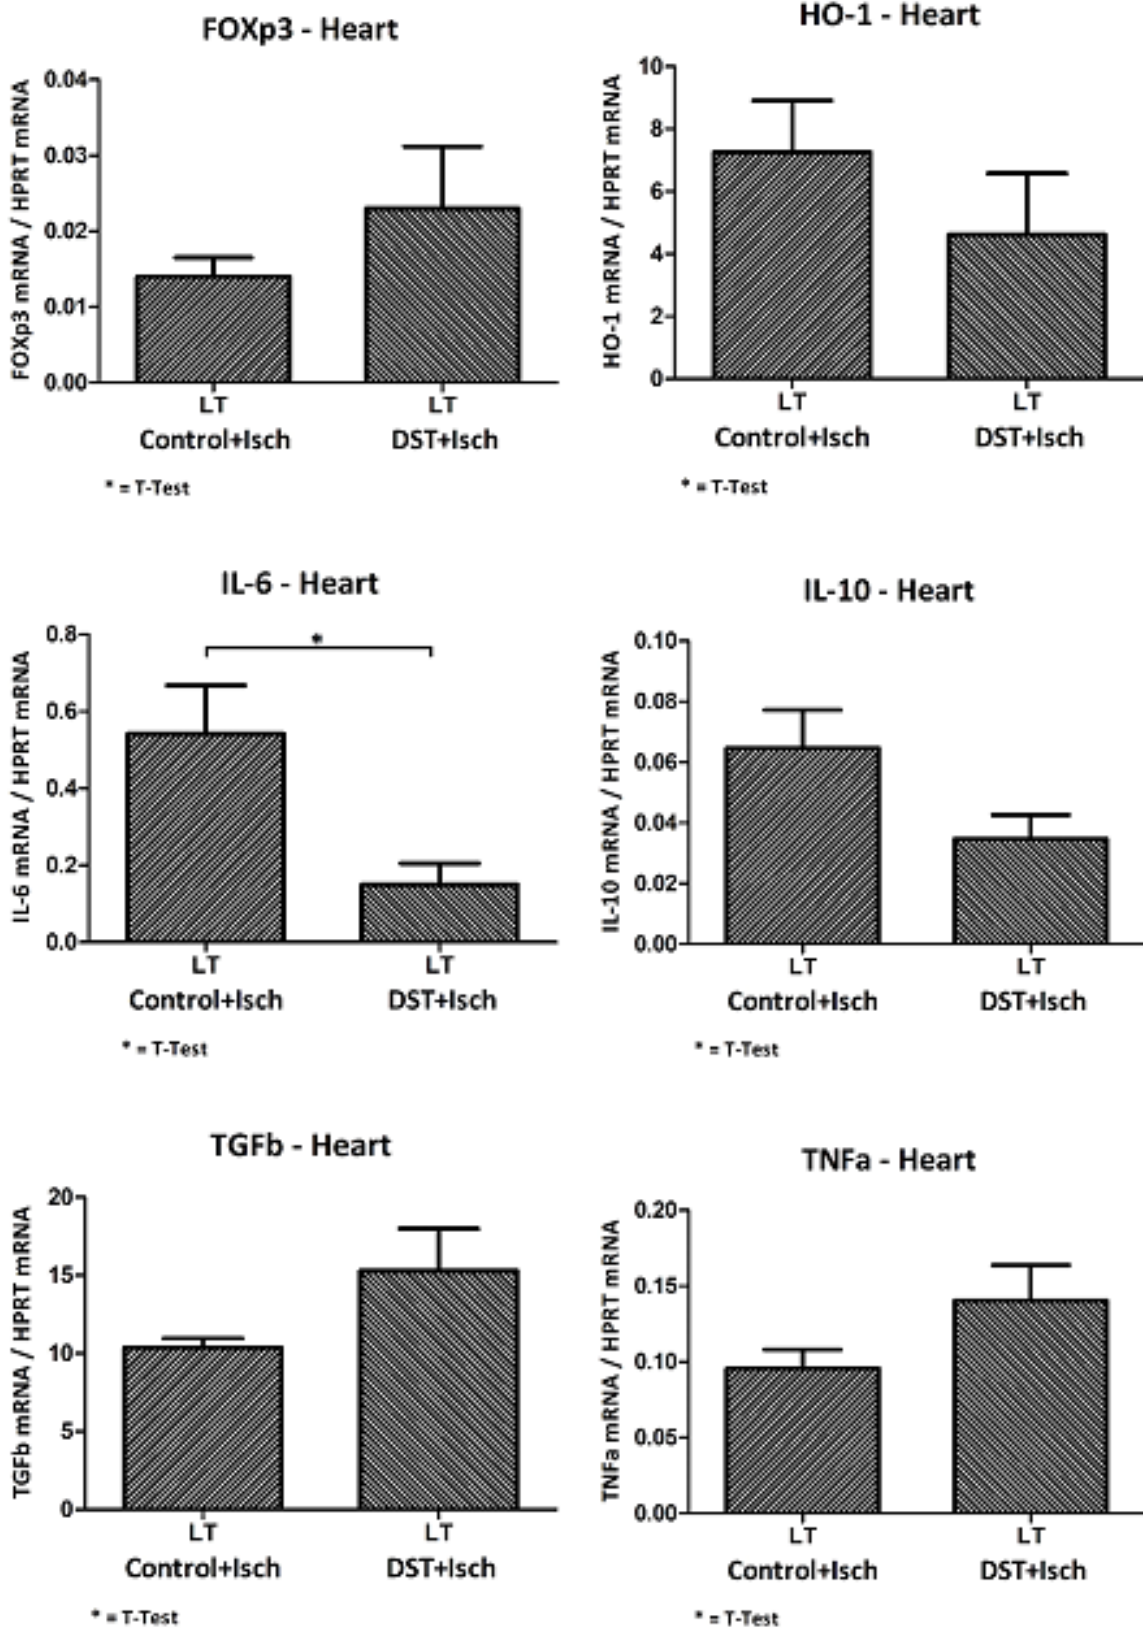 FOXp3 - Heart
FOXp3 mRNA / HPRT mRNA
0.04
0.03
0.02
0.01
0.00
LT
LT
Control+Isch
DST+Isch
* = T-Test
HO-1 - Heart
HO-1 mRNA / HPRT mRNA
10
8
6
4
2
0
LT
LT
Control+Isch
DST+Isch
* = T-Test
IL-6 - Heart
IL-6 mRNA / HPRT mRNA
0.8
0.6
0.4
0.2
0.0
*
LT
LT
Control+Isch
DST+Isch
* = T-Test
IL-10 - Heart
IL-10 mRNA / HPRT mRNA
0.10
0.08
0.06
0.04
0.02
0.00
LT
LT
Control+Isch
DST+Isch
* = T-Test
TGFb - Heart
TGFb mRNA / HPRT mRNA
20
15
10
5
0
LT
LT
Control+Isch
DST+Isch
* = T-Test
TNFa - Heart
TNFa mRNA / HPRT mRNA
0.20
0.15
0.10
0.05
0.00
LT
LT
Control+Isch
DST+Isch
* = T-Test